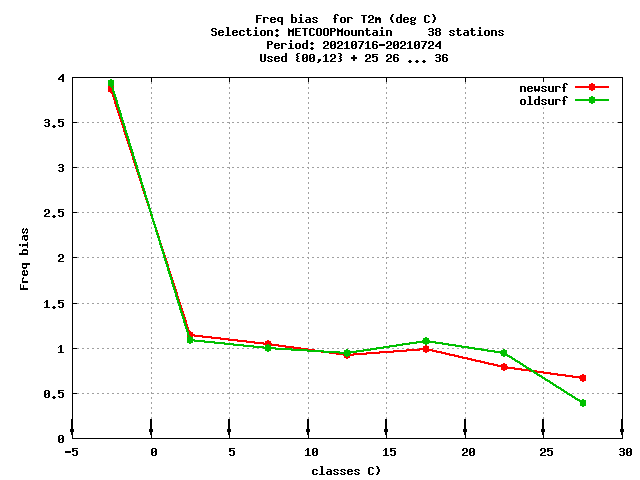 Freq bias  for T2m (deg C)
Selection: METCOOPMountain     38 stations
Period: 20210716-20210724
Used {00,12} + 25 26 ... 36
newsurf
oldsurf
4
3.5
3
2.5
2
1.5
1
0.5
0
Freq bias
-5 0 5 10 15 20 25 30
classes C)